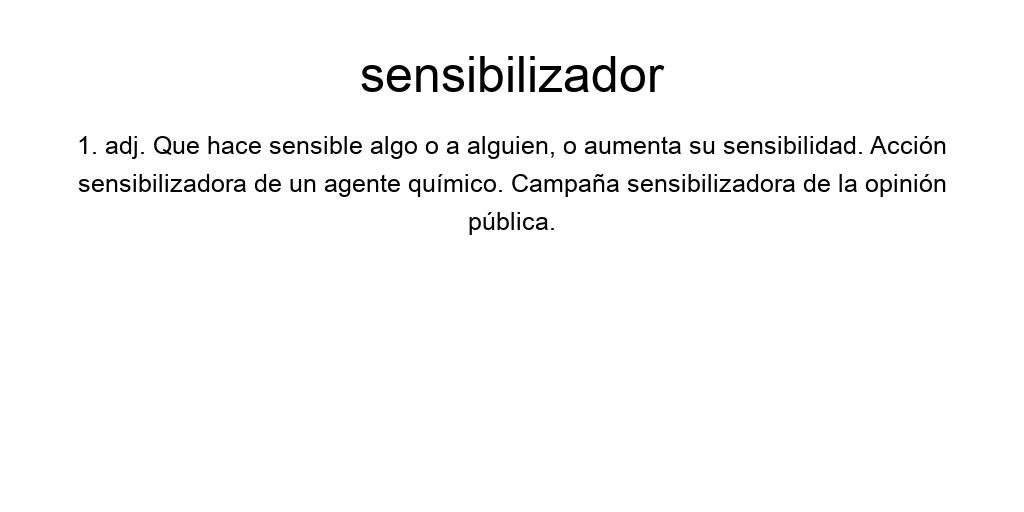 sensibilizador
1. adj. Que hace sensible algo o a alguien, o aumenta su sensibilidad. Acción
sensibilizadora de un agente químico. Campaña sensibilizadora de la opinión
pública.